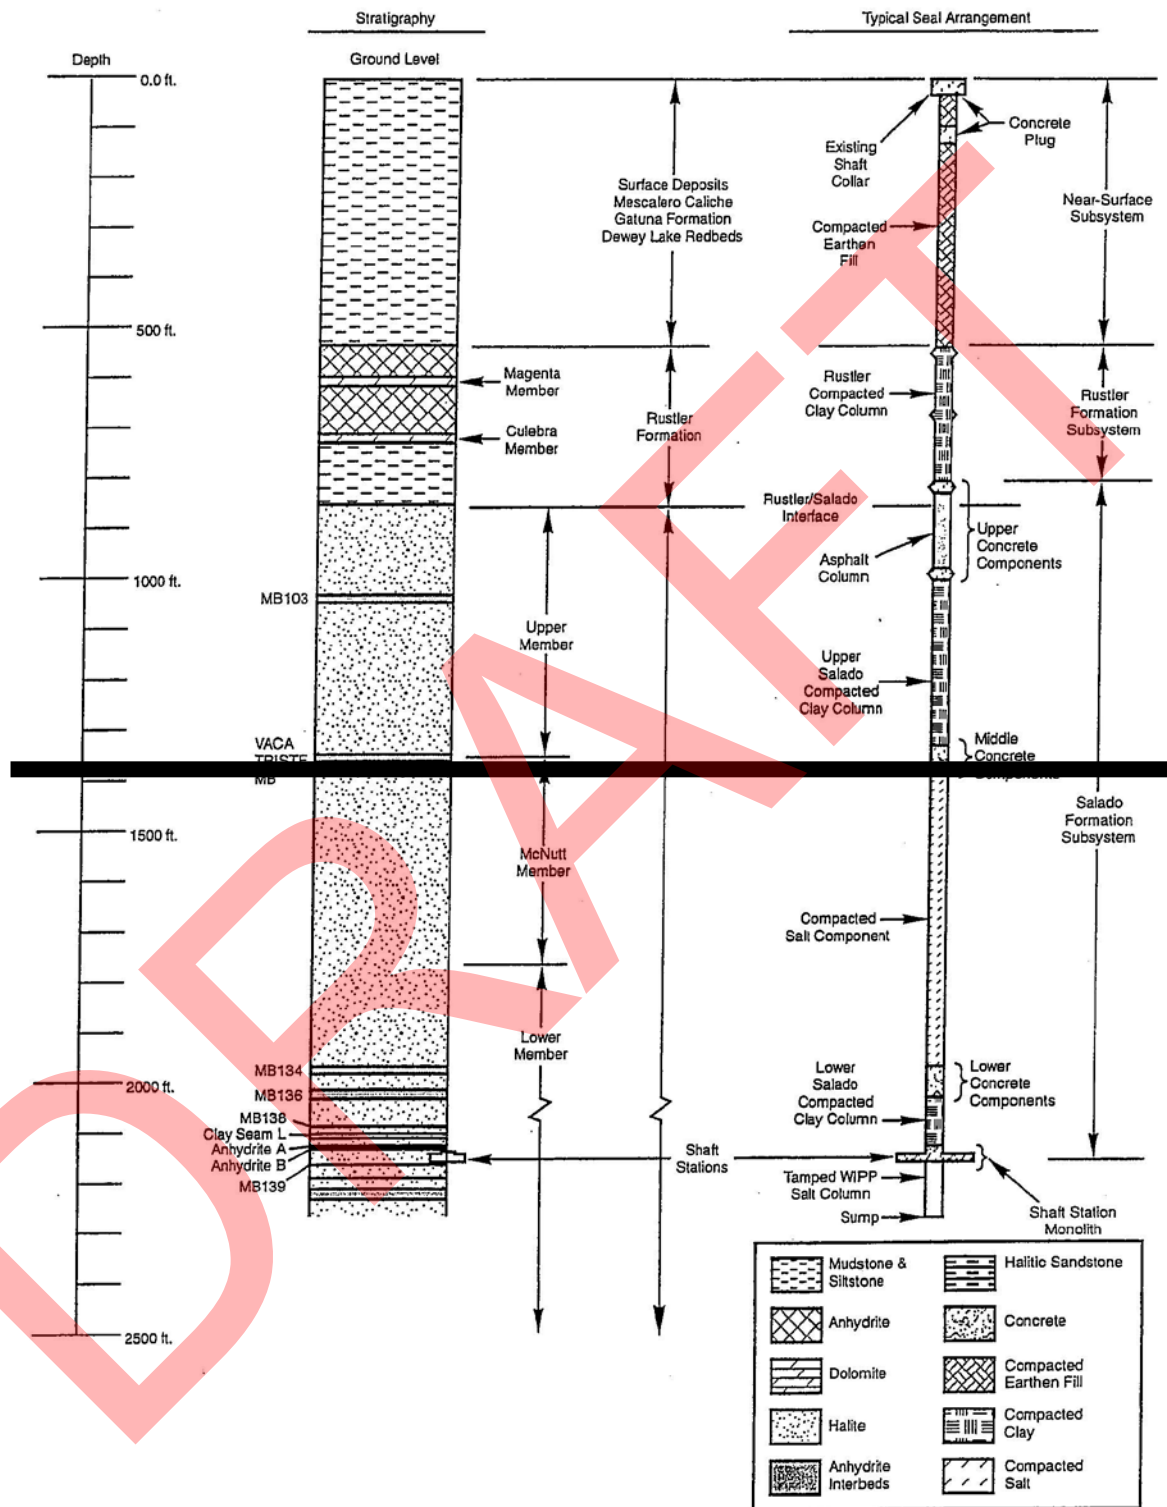 Stratigraphy
Typical Seal Arrangement
Depth
Ground Level
0.0 ft.
Concrete
Plug
Existing
Shaft
Collar
Surface Deposits
Mescalero Caliche
Gatuna Formation
Dewey Lake Redbeds
Near-Surface
Subsystem
Compacted
Earthen
Fill
500 ft.
Magenta
Member
Rustler
Compacted
Clay Column
Rustler
Formation
Subsystem
Rustler
Formation
Culebra
Member
Rustler/Salado
Interface
Upper
Concrete
Components
Asphalt
Column
1000 ft.
MB103
Upper
Member
Upper
Salado
Compacted
Clay Column
VACA
TRISTE
MB
Middle
Concrete
Components
1500 ft.
Salado
Formation
Subsystem
McNutt
Member
Compacted
Salt Component
Lower
Member
MB134
2000 ft.
MB136
Lower
Salado
Compacted
Clay Column
Lower
Concrete
Components
MB138
Clay Seam L
Anhydrite A
Anhydrite B
MB139
Shaft
Stations
Tamped WIPP
Salt Column
Sump
Shaft Station
Monolith
2500 ft.
Mudstone &
Siltstone
Halitic Sandstone
Anhydrite
Concrete
Dolomite
Compacted
Earthen Fill
Halite
Compacted
Clay
Anhydrite
Interbeds
Compacted
Salt
DRAFT